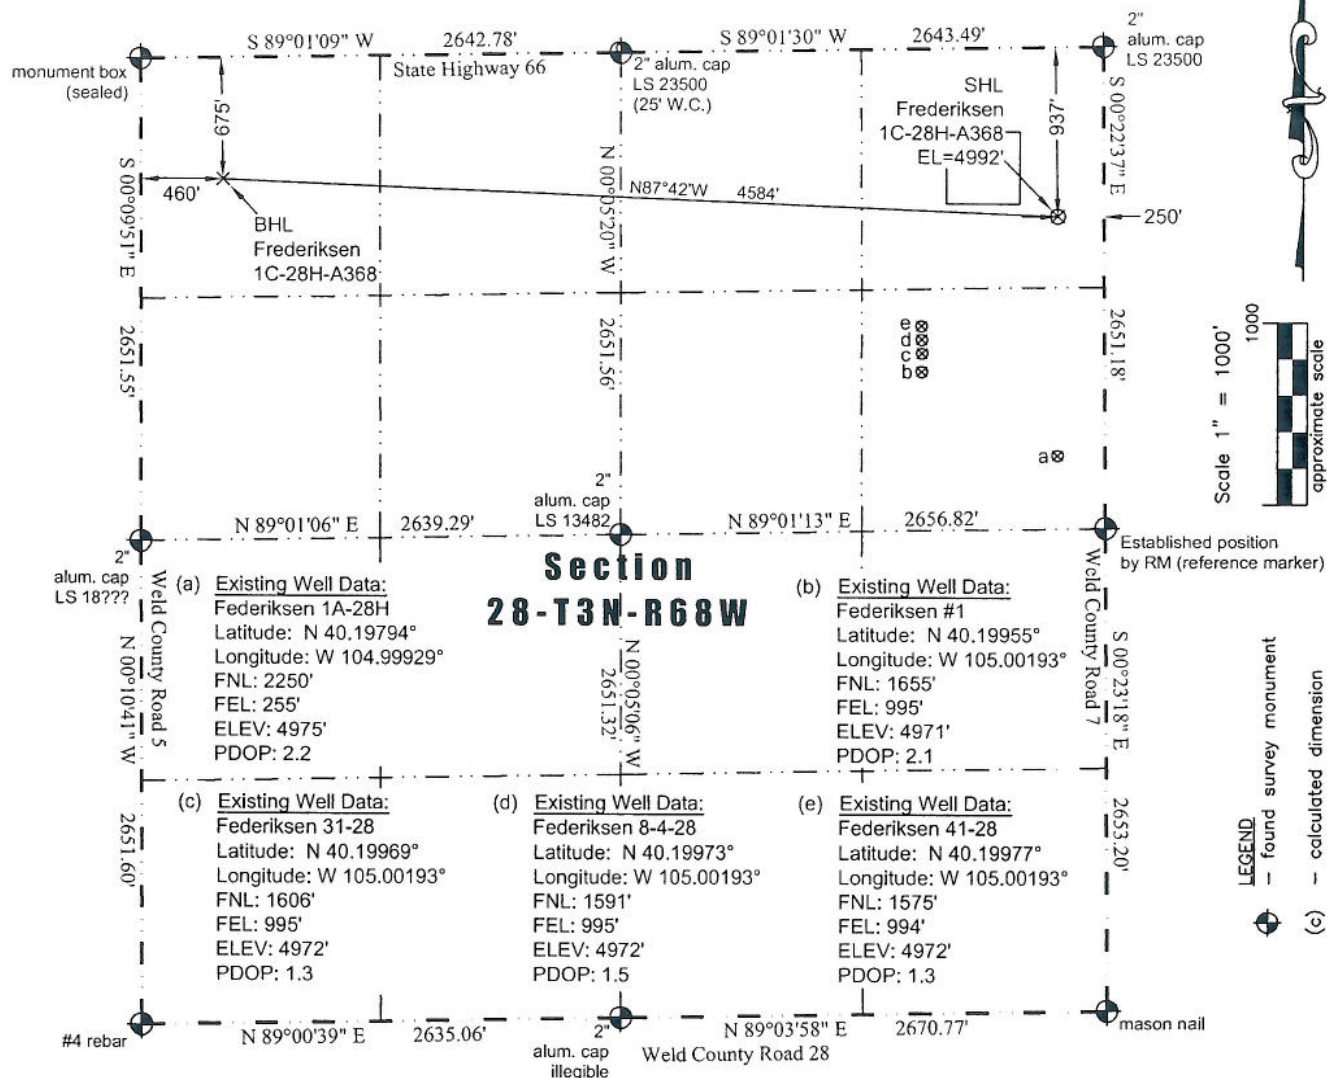 S 89°01'09" W 2642.78' S 89°01'30" W 2643.49'
2"
alum. cap
LS 23500
monument box
(sealed)
State Highway 66
2" alum. cap
LS 23500
(25' W.C.)
SHL
Frederiksen
1C-28H-A368
EL=4992'
675'
937'
S 00°22'37" E
460'
S 00°09'51" E
N 00°05'20" W
N87°42'W 4584'
250'
BHL
Frederiksen
1C-28H-A368
2651.55'
2651.56'
2651.18'
e
d
c
b
a
1000
Scale 1" = 1000'
approximate scale
2"
alum. cap
LS 13482
N 89°01'06" E 2639.29' N 89°01'13" E 2656.82'
Established position
by RM (reference marker)
2"
alum. cap
LS 18???
Weld County Road 5
N 00°10'41" W
Section
28-T3N-R68W
N 00°05'06" W
2651.32'
Weld County Road 7
S 00°23'18" E
(a) Existing Well Data:
Federiksen 1A-28H
Latitude: N 40.19794°
Longitude: W 104.99929°
FNL: 2250'
FEL: 255'
ELEV: 4975'
PDOP: 2.2
(b) Existing Well Data:
Federiksen #1
Latitude: N 40.19955°
Longitude: W 105.00193°
FNL: 1655'
FEL: 995'
ELEV: 4971'
PDOP: 2.1
(c) Existing Well Data:
Federiksen 31-28
Latitude: N 40.19969°
Longitude: W 105.00193°
FNL: 1606'
FEL: 995'
ELEV: 4972'
PDOP: 1.3
(d) Existing Well Data:
Federiksen 8-4-28
Latitude: N 40.19973°
Longitude: W 105.00193°
FNL: 1591'
FEL: 995'
ELEV: 4972'
PDOP: 1.5
(e) Existing Well Data:
Federiksen 41-28
Latitude: N 40.19977°
Longitude: W 105.00193°
FNL: 1575'
FEL: 994'
ELEV: 4972'
PDOP: 1.3
2651.60'
2653.20'
LEGEND
- found survey monument
(c) - calculated dimension
#4 rebar
N 89°00'39" E 2635.06' N 89°03'58" E 2670.77'
mason nail
2"
alum. cap
illegible
Weld County Road 28